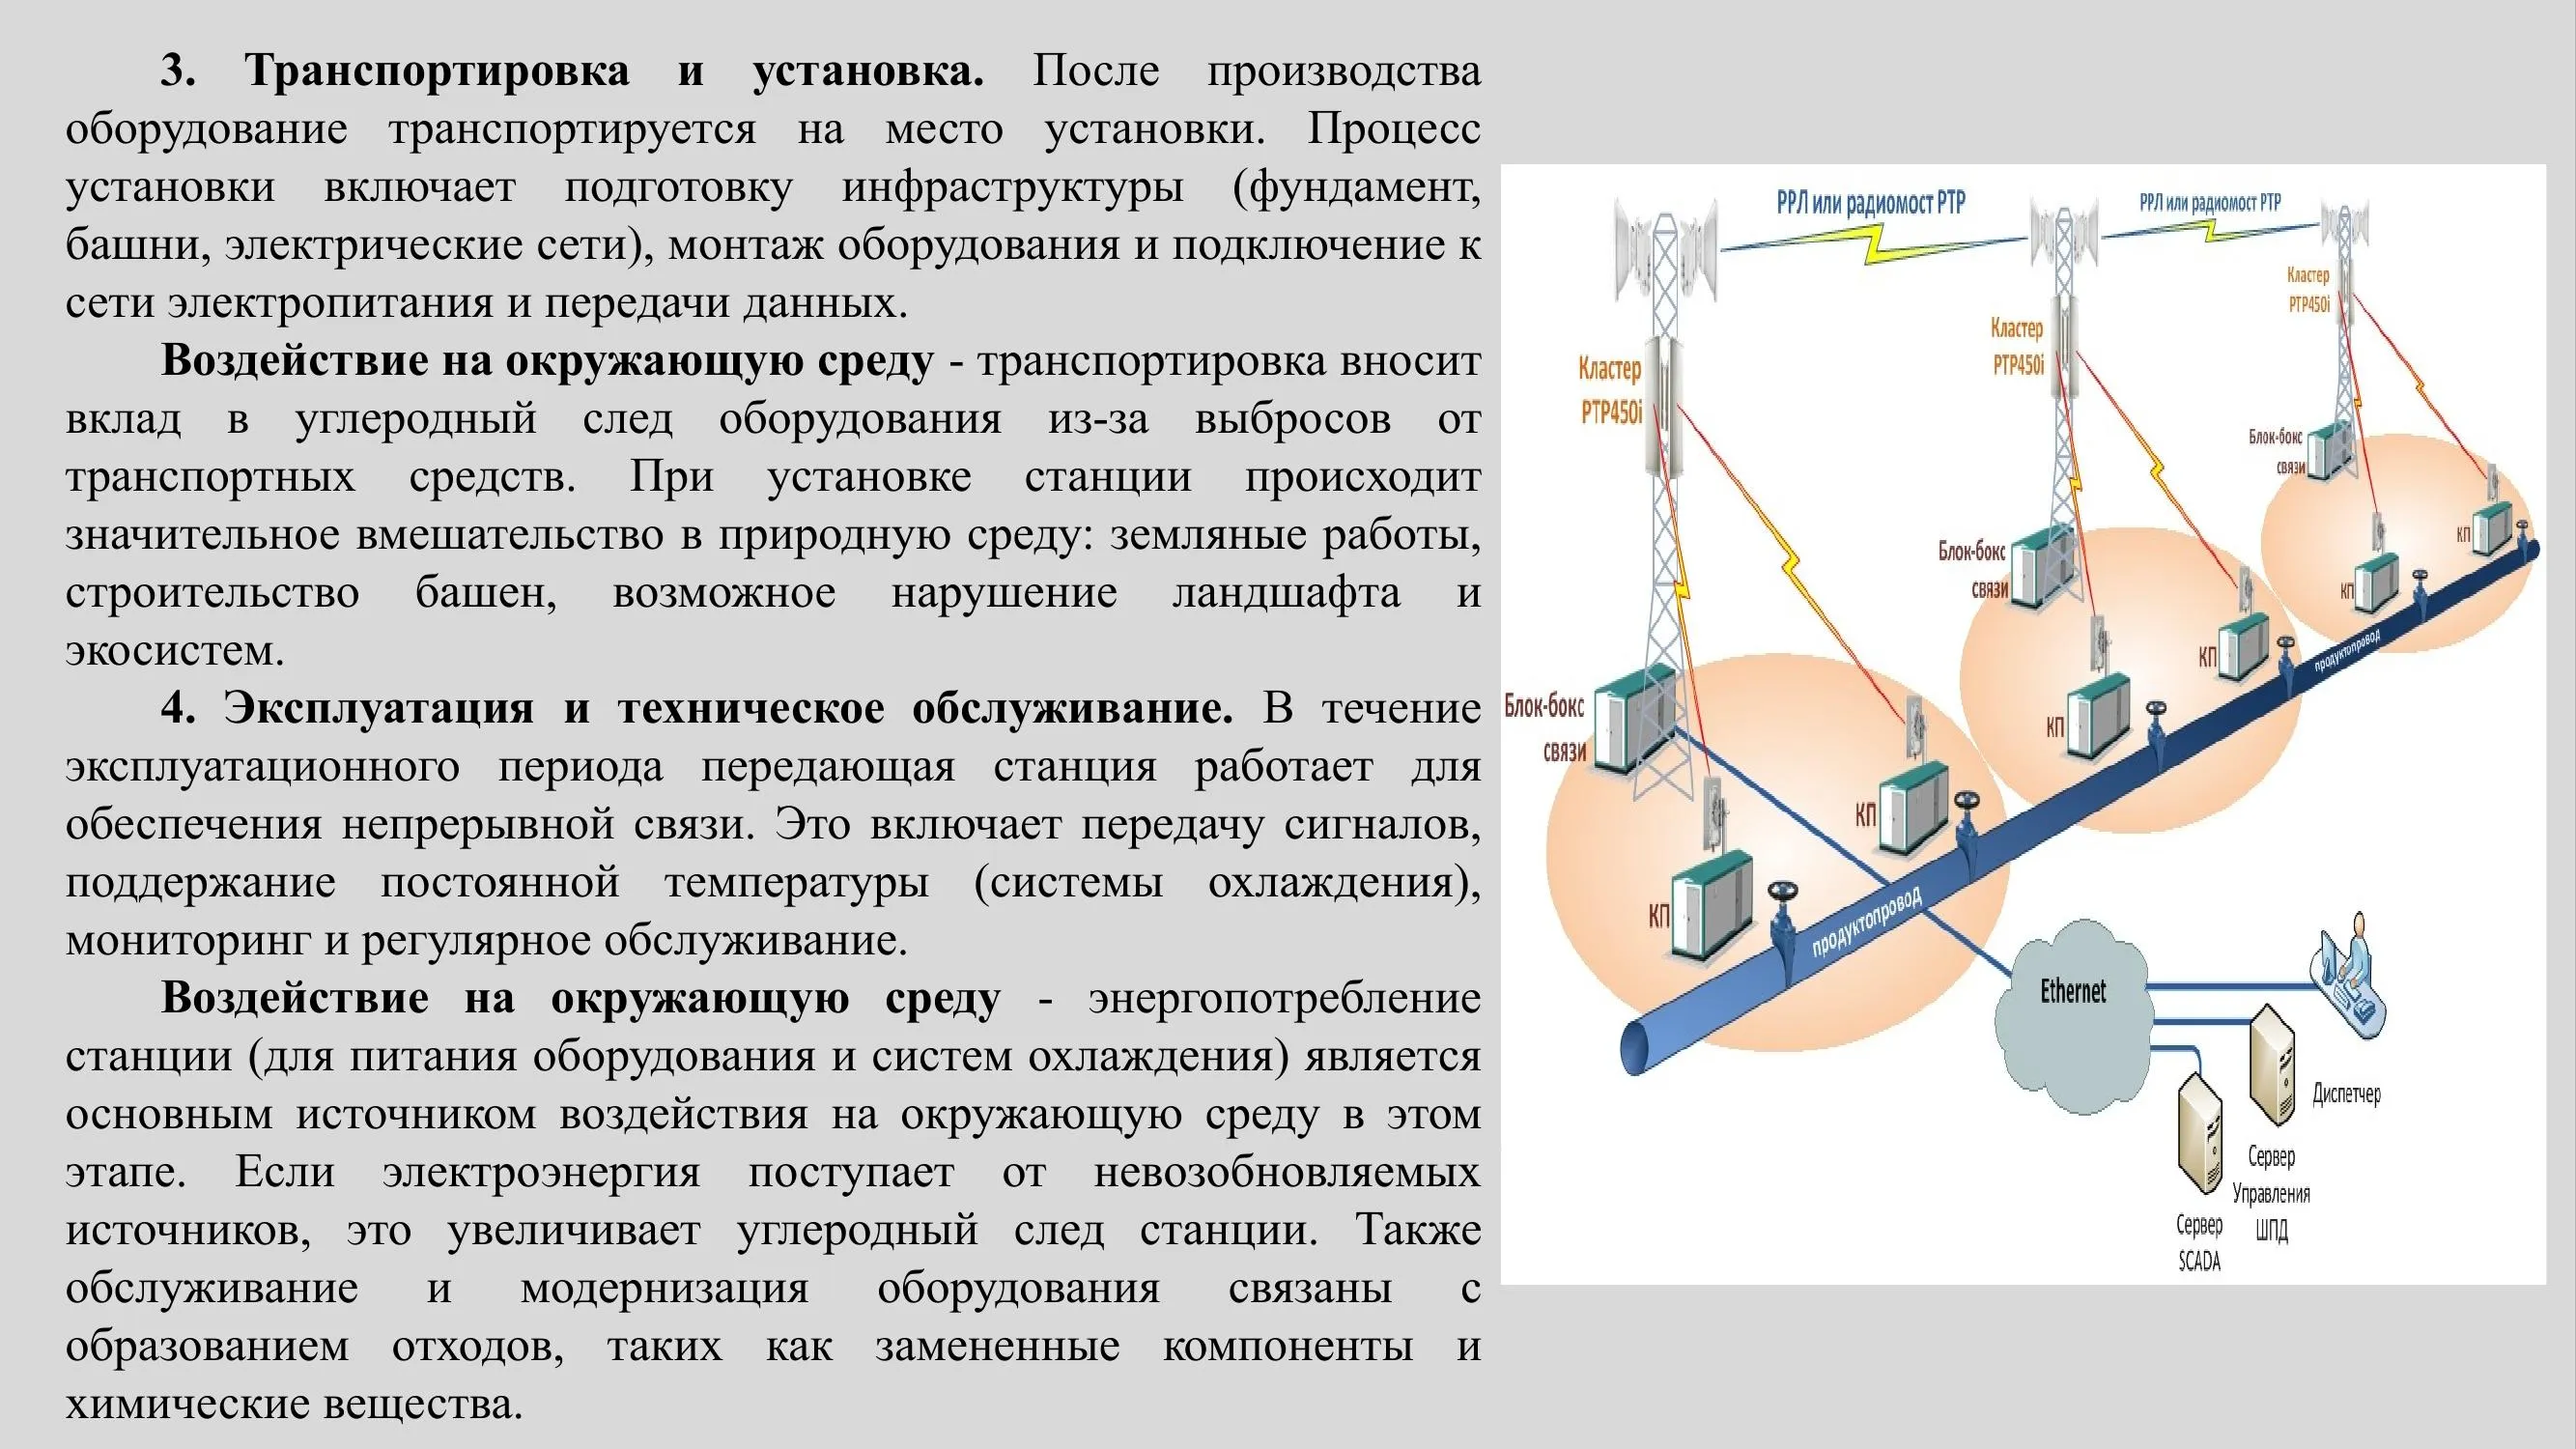 3. Транспортировка и установка. После производства
оборудование транспортируется на место установки. Процесс
установки включает подготовку инфраструктуры (фундамент,
башни, электрические сети), монтаж оборудования и подключение к
сети электропитания и передачи данных.
Воздействие на окружающую среду - транспортировка вносит
вклад в углеродный след оборудования из-за выбросов от
транспортных средств. При установке станции происходит
значительное вмешательство в природную среду: земляные работы,
строительство башен, возможное нарушение ландшафта и
экосистем.
4. Эксплуатация и техническое обслуживание. В течение
эксплуатационного периода передающая станция работает для
обеспечения непрерывной связи. Это включает передачу сигналов,
поддержание постоянной температуры (системы охлаждения),
мониторинг и регулярное обслуживание.
Воздействие на окружающую среду - энергопотребление
станции (для питания оборудования и систем охлаждения) является
основным источником воздействия на окружающую среду в этом
этапе. Если электроэнергия поступает от невозобновляемых
источников, это увеличивает углеродный след станции. Также
обслуживание и модернизация оборудования связаны с
образованием отходов, таких как замененные компоненты и
химические вещества.
РРЛ или радиомост PTP
РРЛ или радиомост PTP
Кластер
PTP450i
Кластер
PTP450i
Кластер
PTP450i
Блок-бокс
связи
Блок-бокс
связи
Блок-бокс
связи
КП
КП
КП
КП
КП
КП
продуктопровод
продуктопровод
Ethernet
Диспетчер
Сервер
Управления
ШПД
Сервер
SCADA